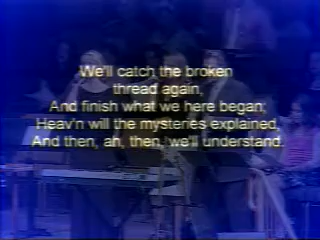 We'll catch the broken
thread again,
And finish what we here began;
Heav'n will the mysteries explained,
And then, ah, then, we'll understand.